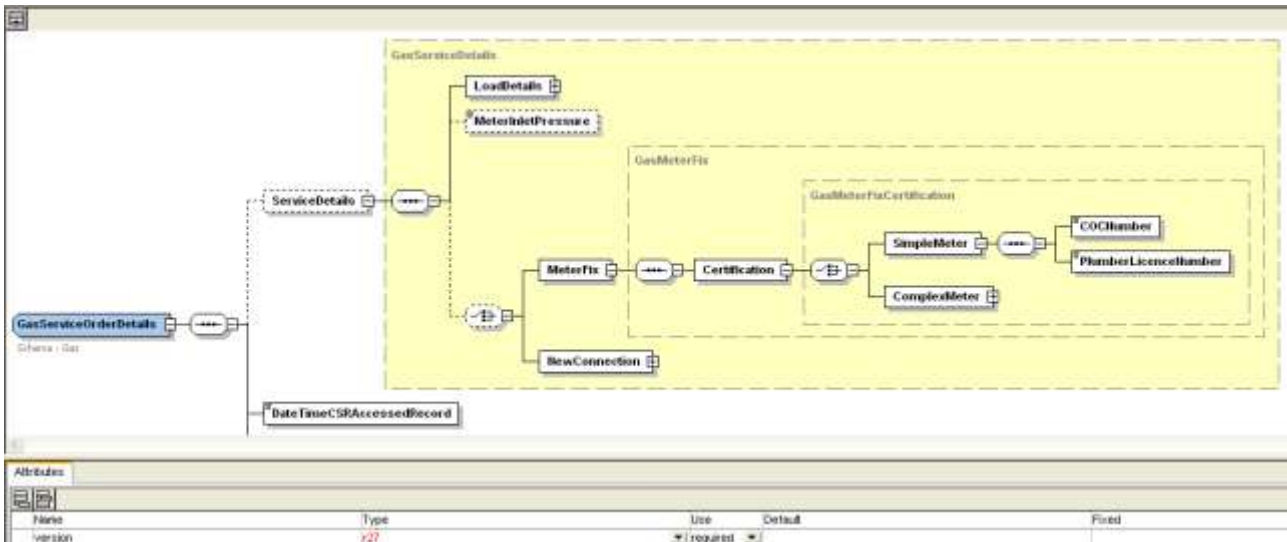 GasServiceDetails
LoadDetails
MeterInletPressure
GasMeterFix
GasMeterFixCertification
ServiceDetails
COCNumber
SimpleMeter
PlumberLicenceNumber
MeterFix
Certification
ComplexMeter
GasServiceOrderDetails
Schema : Gas
NewConnection
DateTimeCSRAccessedRecord
Attributes
Name Type Use Default Fixed
version r27 required